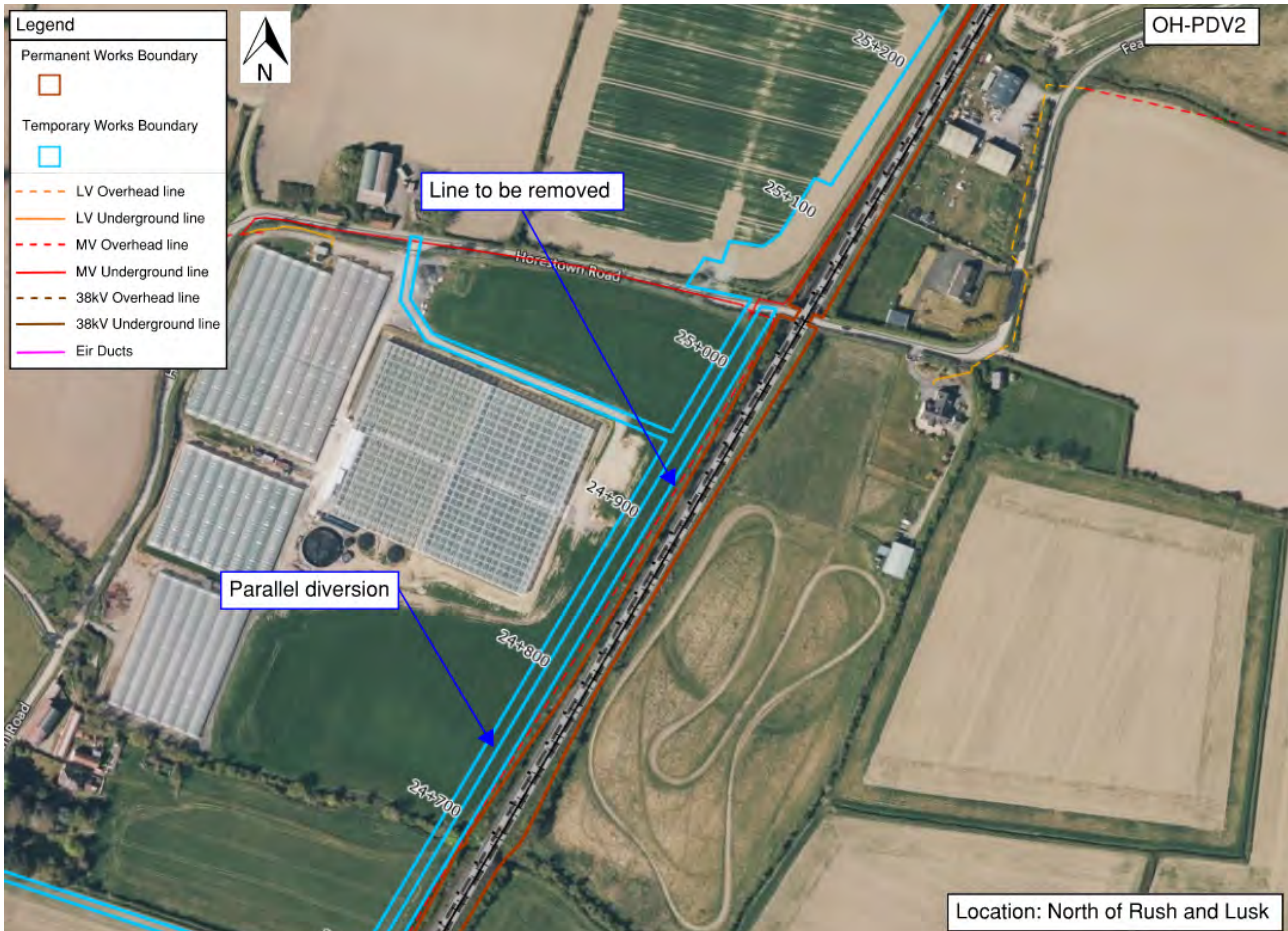 Legend
Permanent Works Boundary
Temporary Works Boundary
LV Overhead line
LV Underground line
MV Overhead line
MV Underground line
38kV Overhead line
38kV Underground line
Eir Ducts
N
OH-PDV2
25+200
Line to be removed
25+100
Road
25+000
24+900
Parallel diversion
24+800
24+700
Road
Location: North of Rush and Lusk